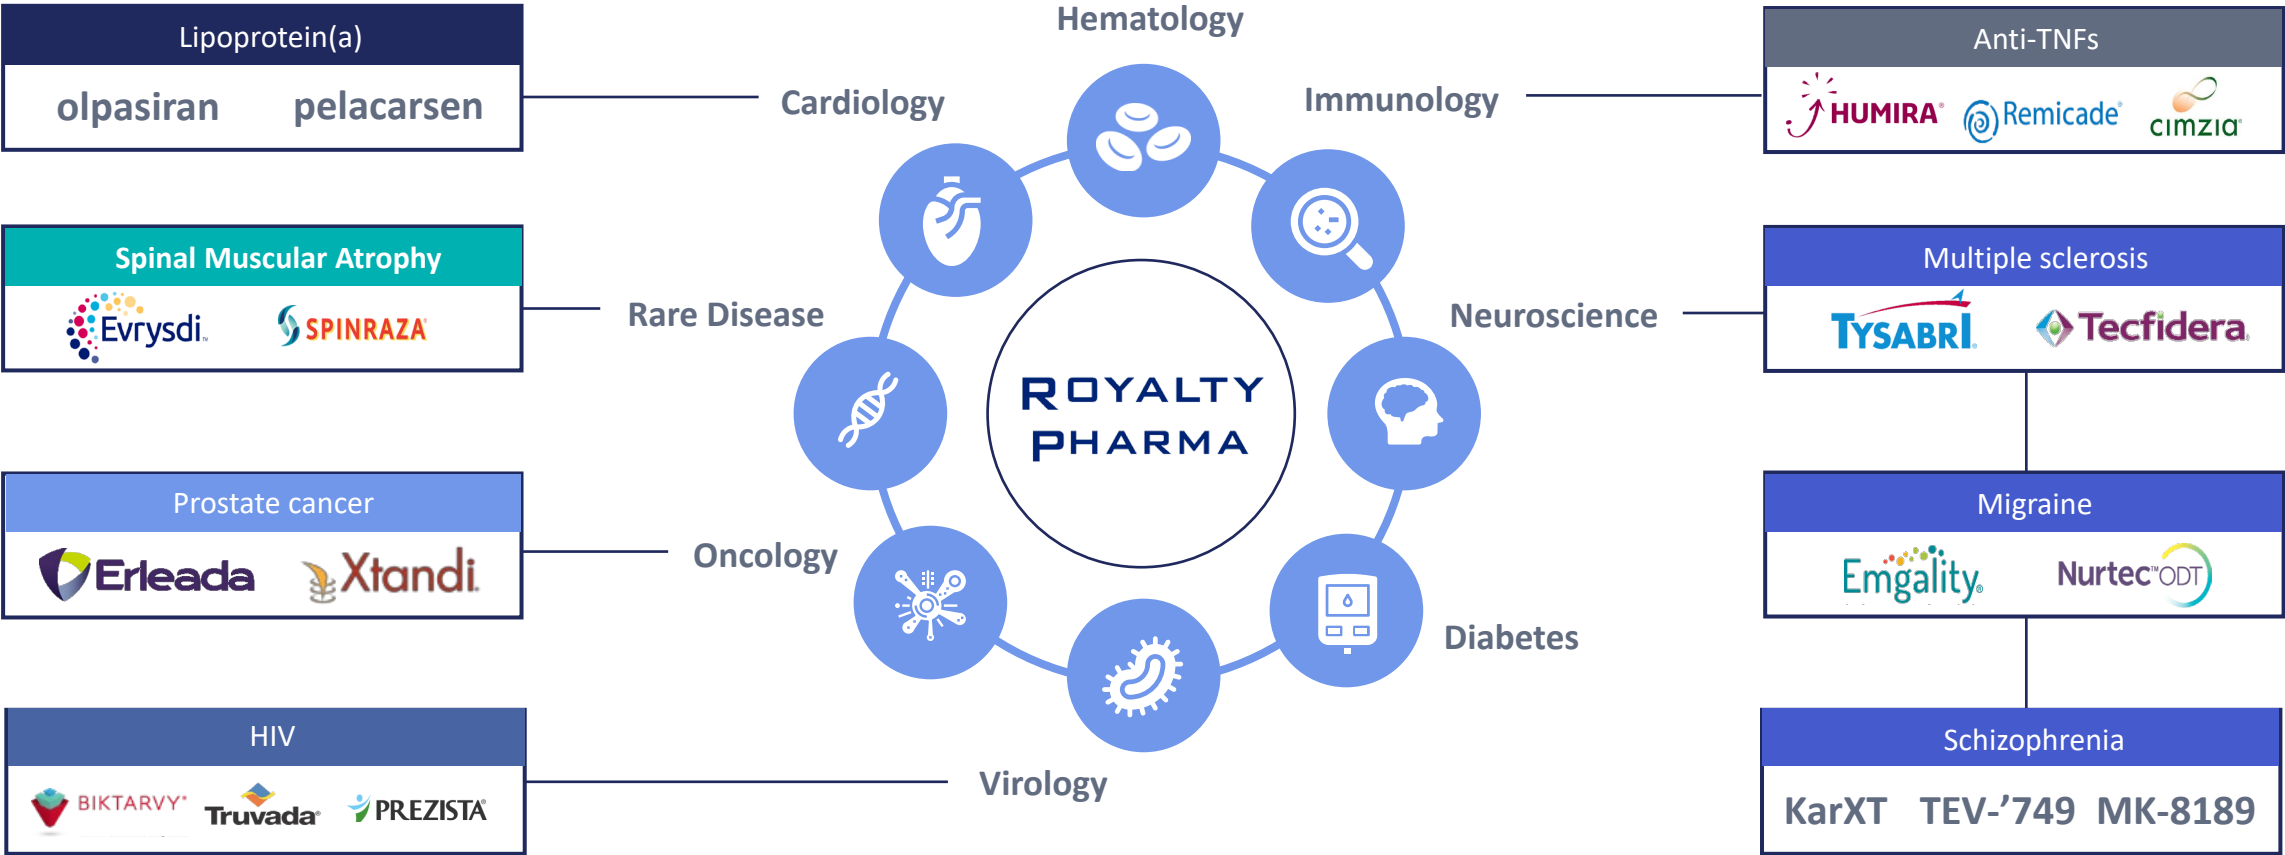 Hematology
Lipoprotein(a)
olpasiran pelacarsen
Cardiology
Immunology
Anti-TNFs
HUMIRA® Remicade® cimzia®
Spinal Muscular Atrophy
Evrysdi™ SPINRAZA®
Rare Disease
Neuroscience
Multiple sclerosis
TYSABRI® Tecfidera®
ROYALTY
PHARMA
Prostate cancer
Erleada Xtandi®
Oncology
Migraine
Emgality® Nurtec™ ODT
Diabetes
HIV
BIKTARVY® Truvada® PREZISTA®
Virology
Schizophrenia
KarXT TEV-’749 MK-8189